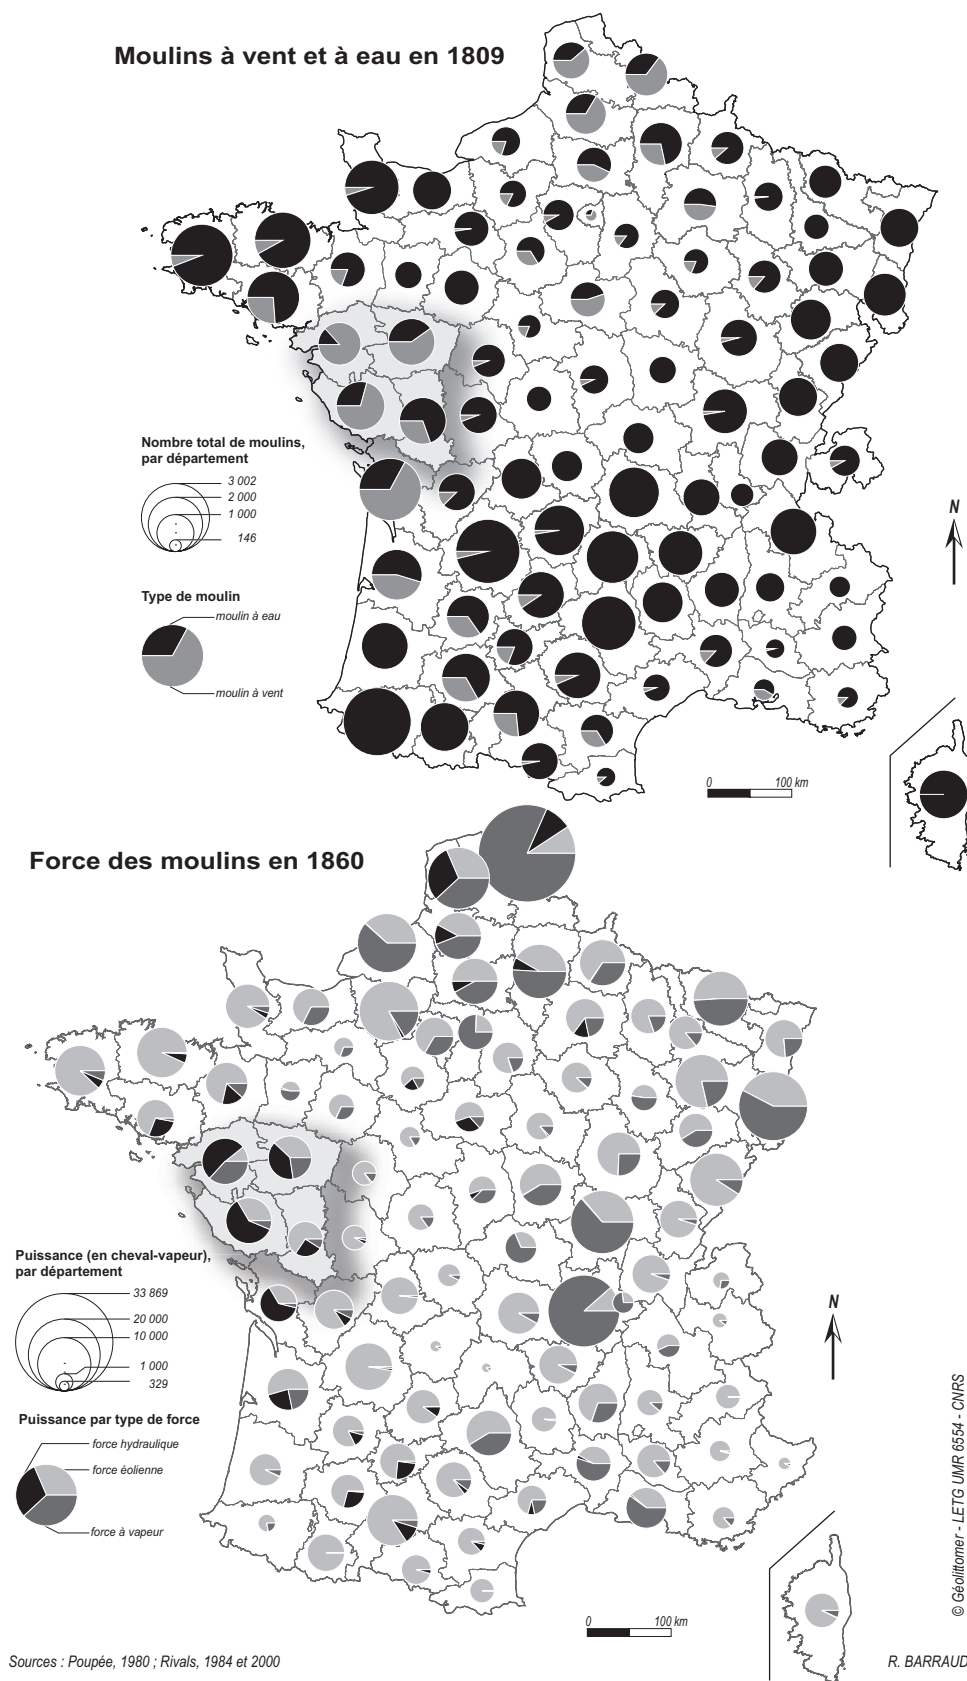 Moulins à vent et à eau en 1809
Nombre total de moulins,
par département
3 002
2 000
1 000
146
N
Type de moulin
moulin à eau
moulin à vent
0 100 km
Force des moulins en 1860
Puissance (en cheval-vapeur),
par département
33 869
20 000
10 000
1 000
329
N
Puissance par type de force
force hydraulique
force éolienne
force à vapeur
0 100 km
© Géolittomer - LETG UMR 6554 - CNRS
Sources : Poupée, 1980 ; Rivals, 1984 et 2000
R. BARRAUD